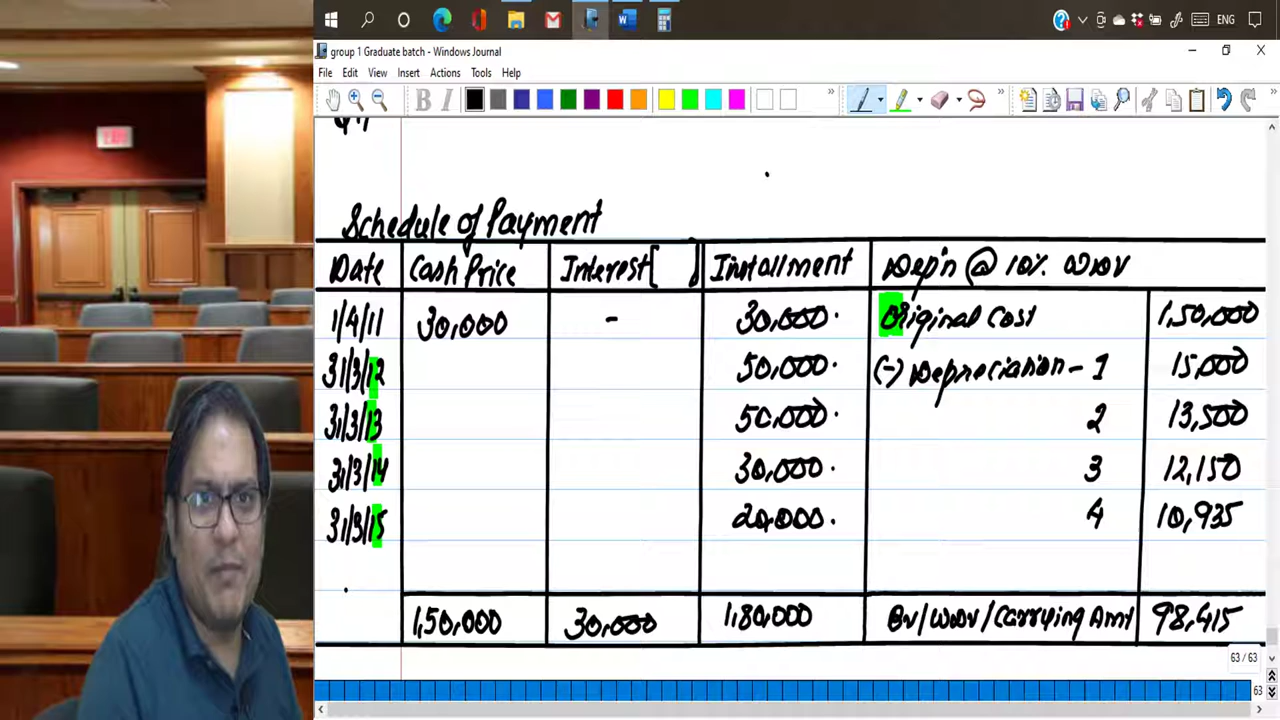 ENG
group 1 Graduate batch - Windows Journal
File Edit View Insert Actions Tools Help
Schedule of Payment
Date Cash Price Interest[ ] Installment Dep'n @ 10% WDV
1/4/11 30,000 - 30,000 Original Cost 1,50,000
31/3/12 50,000 (-) Depreciation - 1 15,000
31/3/13 50,000 2 13,500
31/3/14 30,000 3 12,150
31/3/15 20,000 4 10,935
1,50,000 30,000 1,80,000 BV/WDV/Carrying Amt 98,415
63 / 63
63